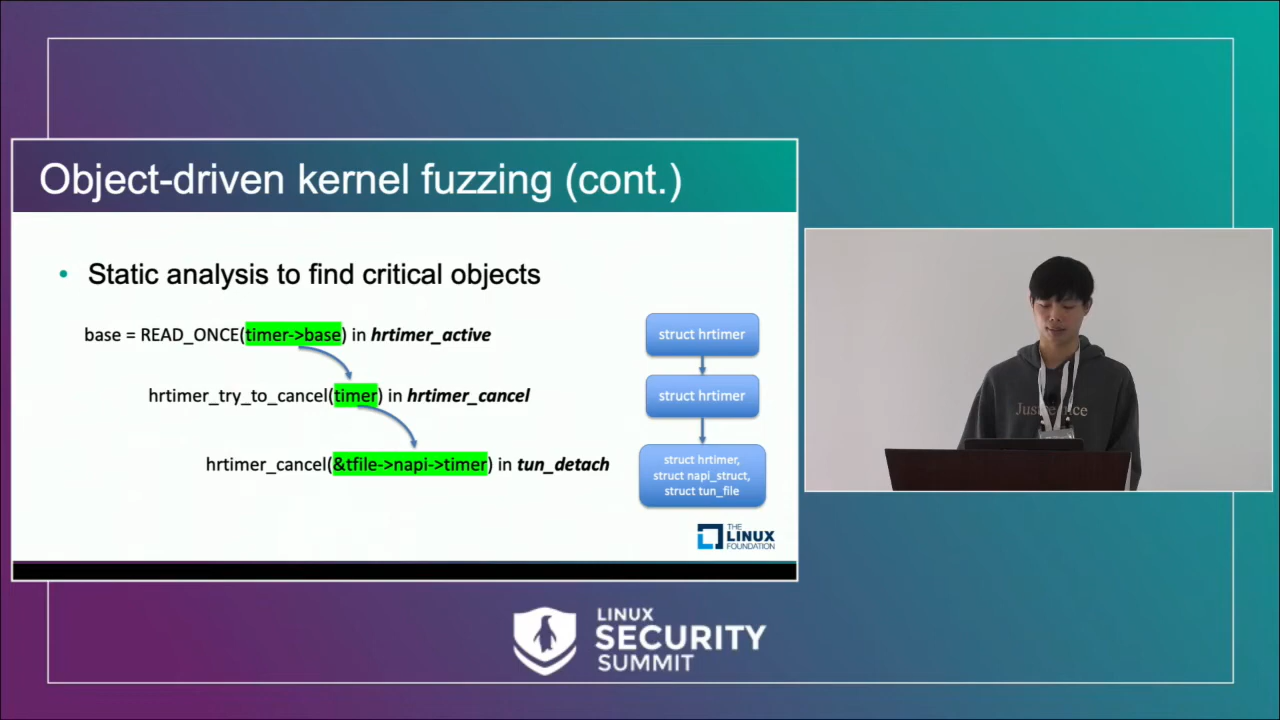 Object-driven kernel fuzzing (cont.)
• Static analysis to find critical objects
base = READ_ONCE(timer->base) in hrtimer_active
hrtimer_try_to_cancel(timer) in hrtimer_cancel
hrtimer_cancel(&tfile->napi->timer) in tun_detach
struct hrtimer
struct hrtimer
struct hrtimer,
struct napi_struct,
struct tun_file
THE
LINUX
FOUNDATION
LINUX
SECURITY
SUMMIT